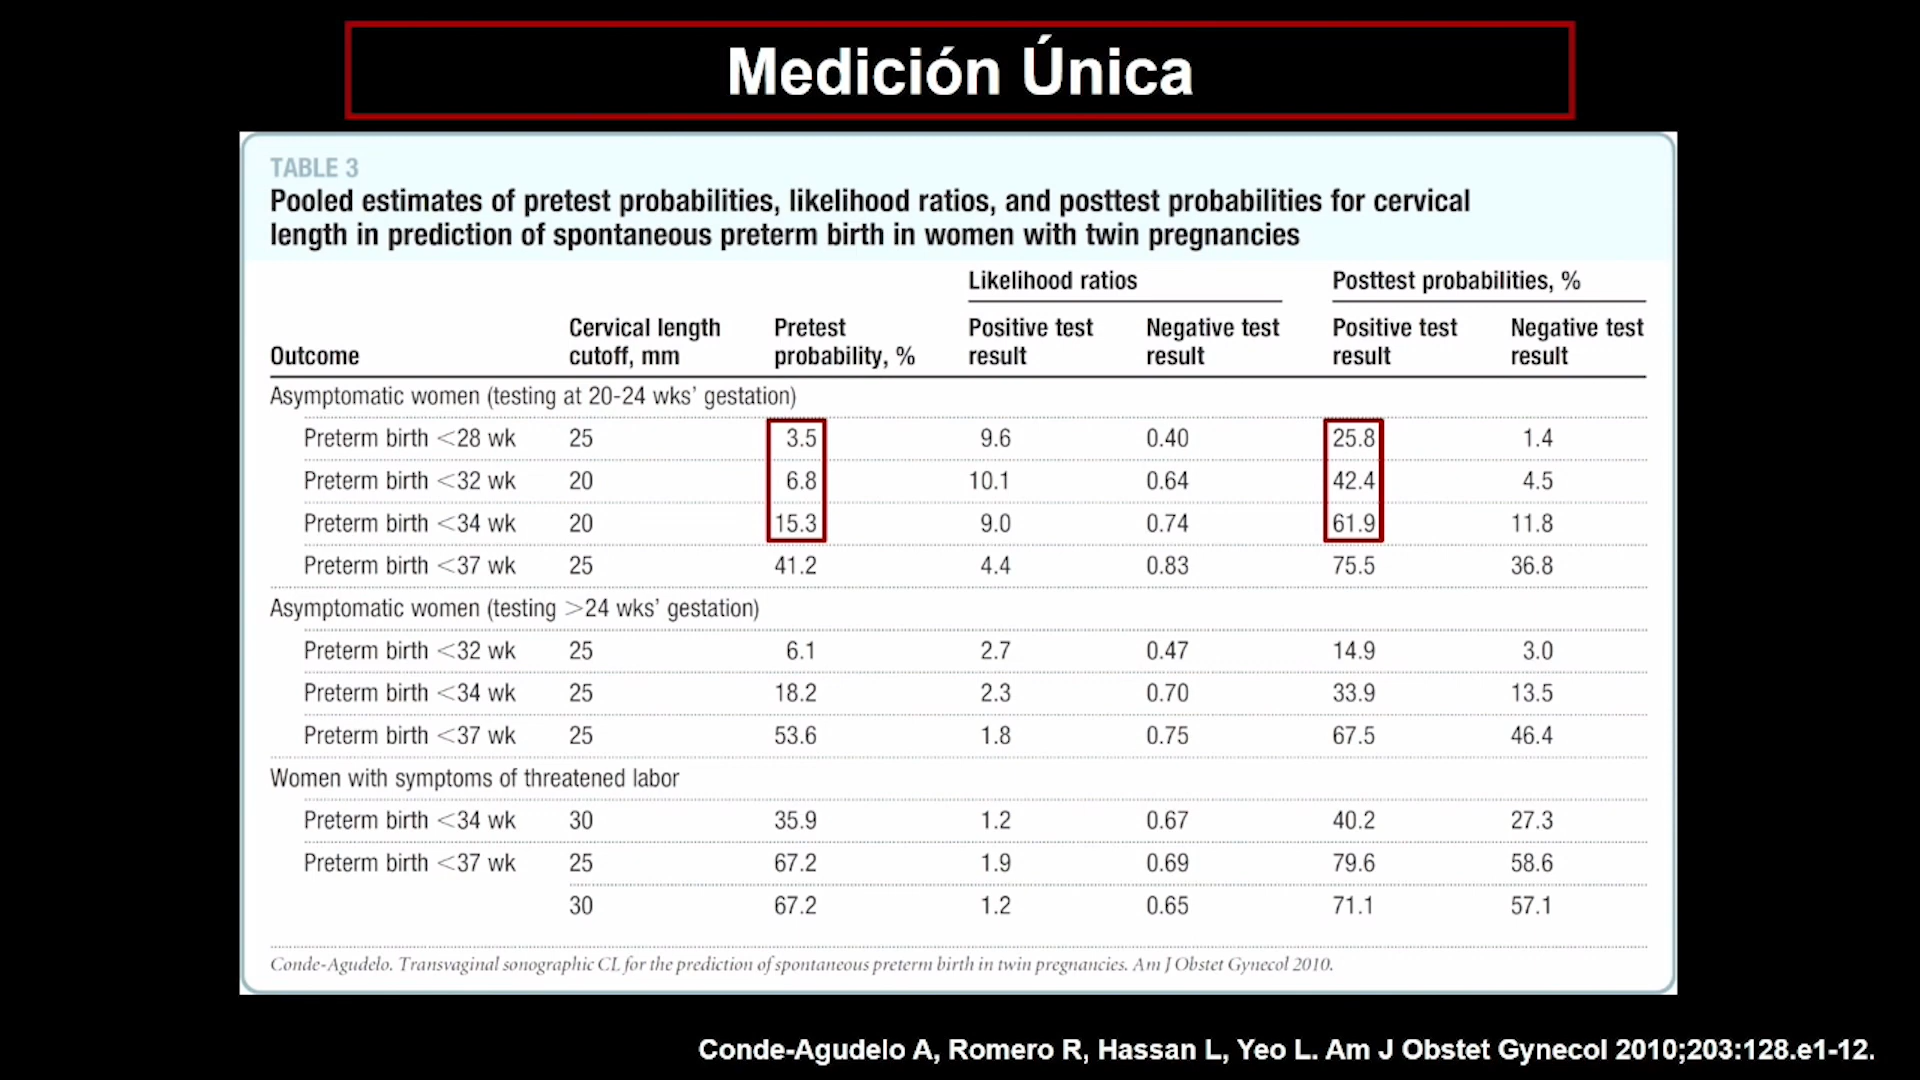 Medición Única
TABLE 3
Pooled estimates of pretest probabilities, likelihood ratios, and posttest probabilities for cervical
length in prediction of spontaneous preterm birth in women with twin pregnancies
Likelihood ratios Posttest probabilities, %
Cervical length Pretest Positive test Negative test Positive test Negative test
Outcome cutoff, mm probability, % result result result result
Asymptomatic women (testing at 20-24 wks’ gestation)
Preterm birth <28 wk 25 3.5 9.6 0.40 25.8 1.4
Preterm birth <32 wk 20 6.8 10.1 0.64 42.4 4.5
Preterm birth <34 wk 20 15.3 9.0 0.74 61.9 11.8
Preterm birth <37 wk 25 41.2 4.4 0.83 75.5 36.8
Asymptomatic women (testing >24 wks’ gestation)
Preterm birth <32 wk 25 6.1 2.7 0.47 14.9 3.0
Preterm birth <34 wk 25 18.2 2.3 0.70 33.9 13.5
Preterm birth <37 wk 25 53.6 1.8 0.75 67.5 46.4
Women with symptoms of threatened labor
Preterm birth <34 wk 30 35.9 1.2 0.67 40.2 27.3
Preterm birth <37 wk 25 67.2 1.9 0.69 79.6 58.6
30 67.2 1.2 0.65 71.1 57.1
Conde-Agudelo. Transvaginal sonographic CL for the prediction of spontaneous preterm birth in twin pregnancies. Am J Obstet Gynecol 2010.
Conde-Agudelo A, Romero R, Hassan L, Yeo L. Am J Obstet Gynecol 2010;203:128.e1-12.